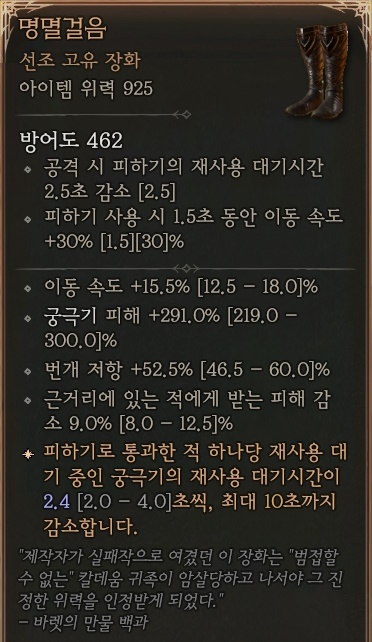 명멸걸음
선조 고유 장화
아이템 위력 925
방어도 462
공격 시 피하기의 재사용 대기시간
2.5초 감소 [2.5]
피하기 사용 시 1.5초 동안 이동 속도
+30% [1.5][30]%
이동 속도 +15.5% [12.5 – 18.0]%
궁극기 피해 +291.0% [219.0 –
300.0]%
번개 저항 +52.5% [46.5 – 60.0]%
근거리에 있는 적에게 받는 피해 감
소 9.0% [8.0 – 12.5]%
피하기로 통과한 적 하나당 재사용 대
기 중인 궁극기의 재사용 대기시간이
2.4 [2.0 – 4.0]초씩, 최대 10초까지
감소합니다.
"제작자가 실패작으로 여겼던 이 장화는 "범접할
수 없는" 칼데움 귀족이 암살당하고 나서야 그 진
정한 위력을 인정받게 되었다."
– 바렛의 만물 백과